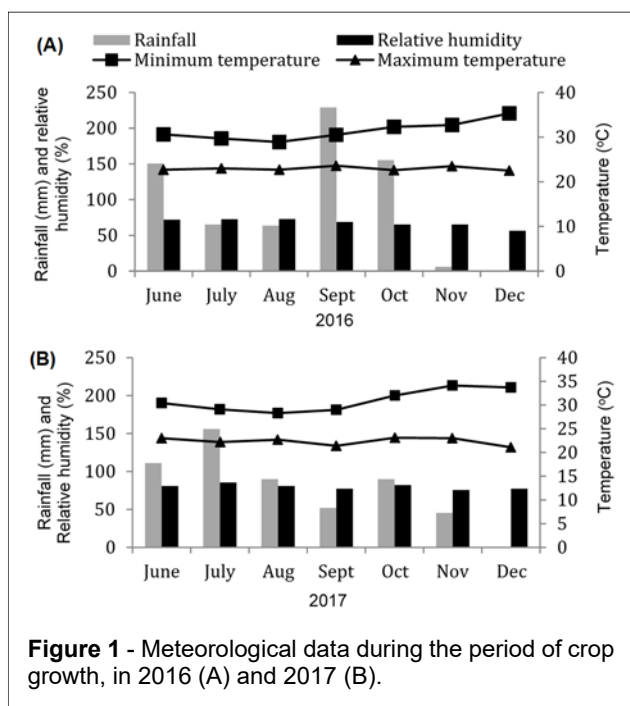 (A)
Rainfall Relative humidity
Minimum temperature Maximum temperature
Rainfall (mm) and relative
humidity (%)
250
200
150
100
50
0
40
30
20
10
0
Temperature (ºC)
June July Aug Sept Oct Nov Dec
2016
(B)
Rainfall (mm) and
Relative humidity (%)
250
200
150
100
50
0
40
35
30
25
20
15
10
5
0
Temperature (ºC)
June July Aug Sept Oct Nov Dec
2017
Figure 1 - Meteorological data during the period of crop
growth, in 2016 (A) and 2017 (B).